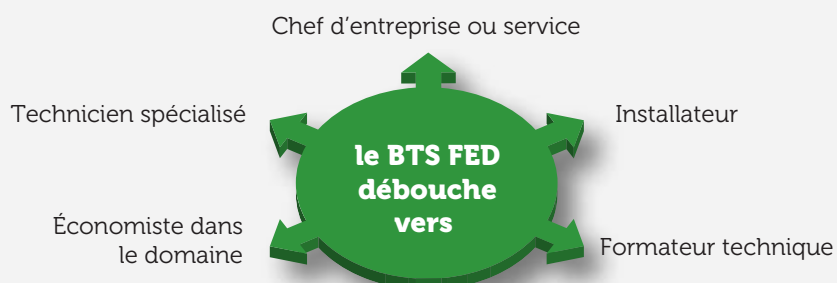 Chef d’entreprise ou service
Technicien spécialisé
Installateur
le BTS FED
débouche
vers
Économiste dans
le domaine
Formateur technique